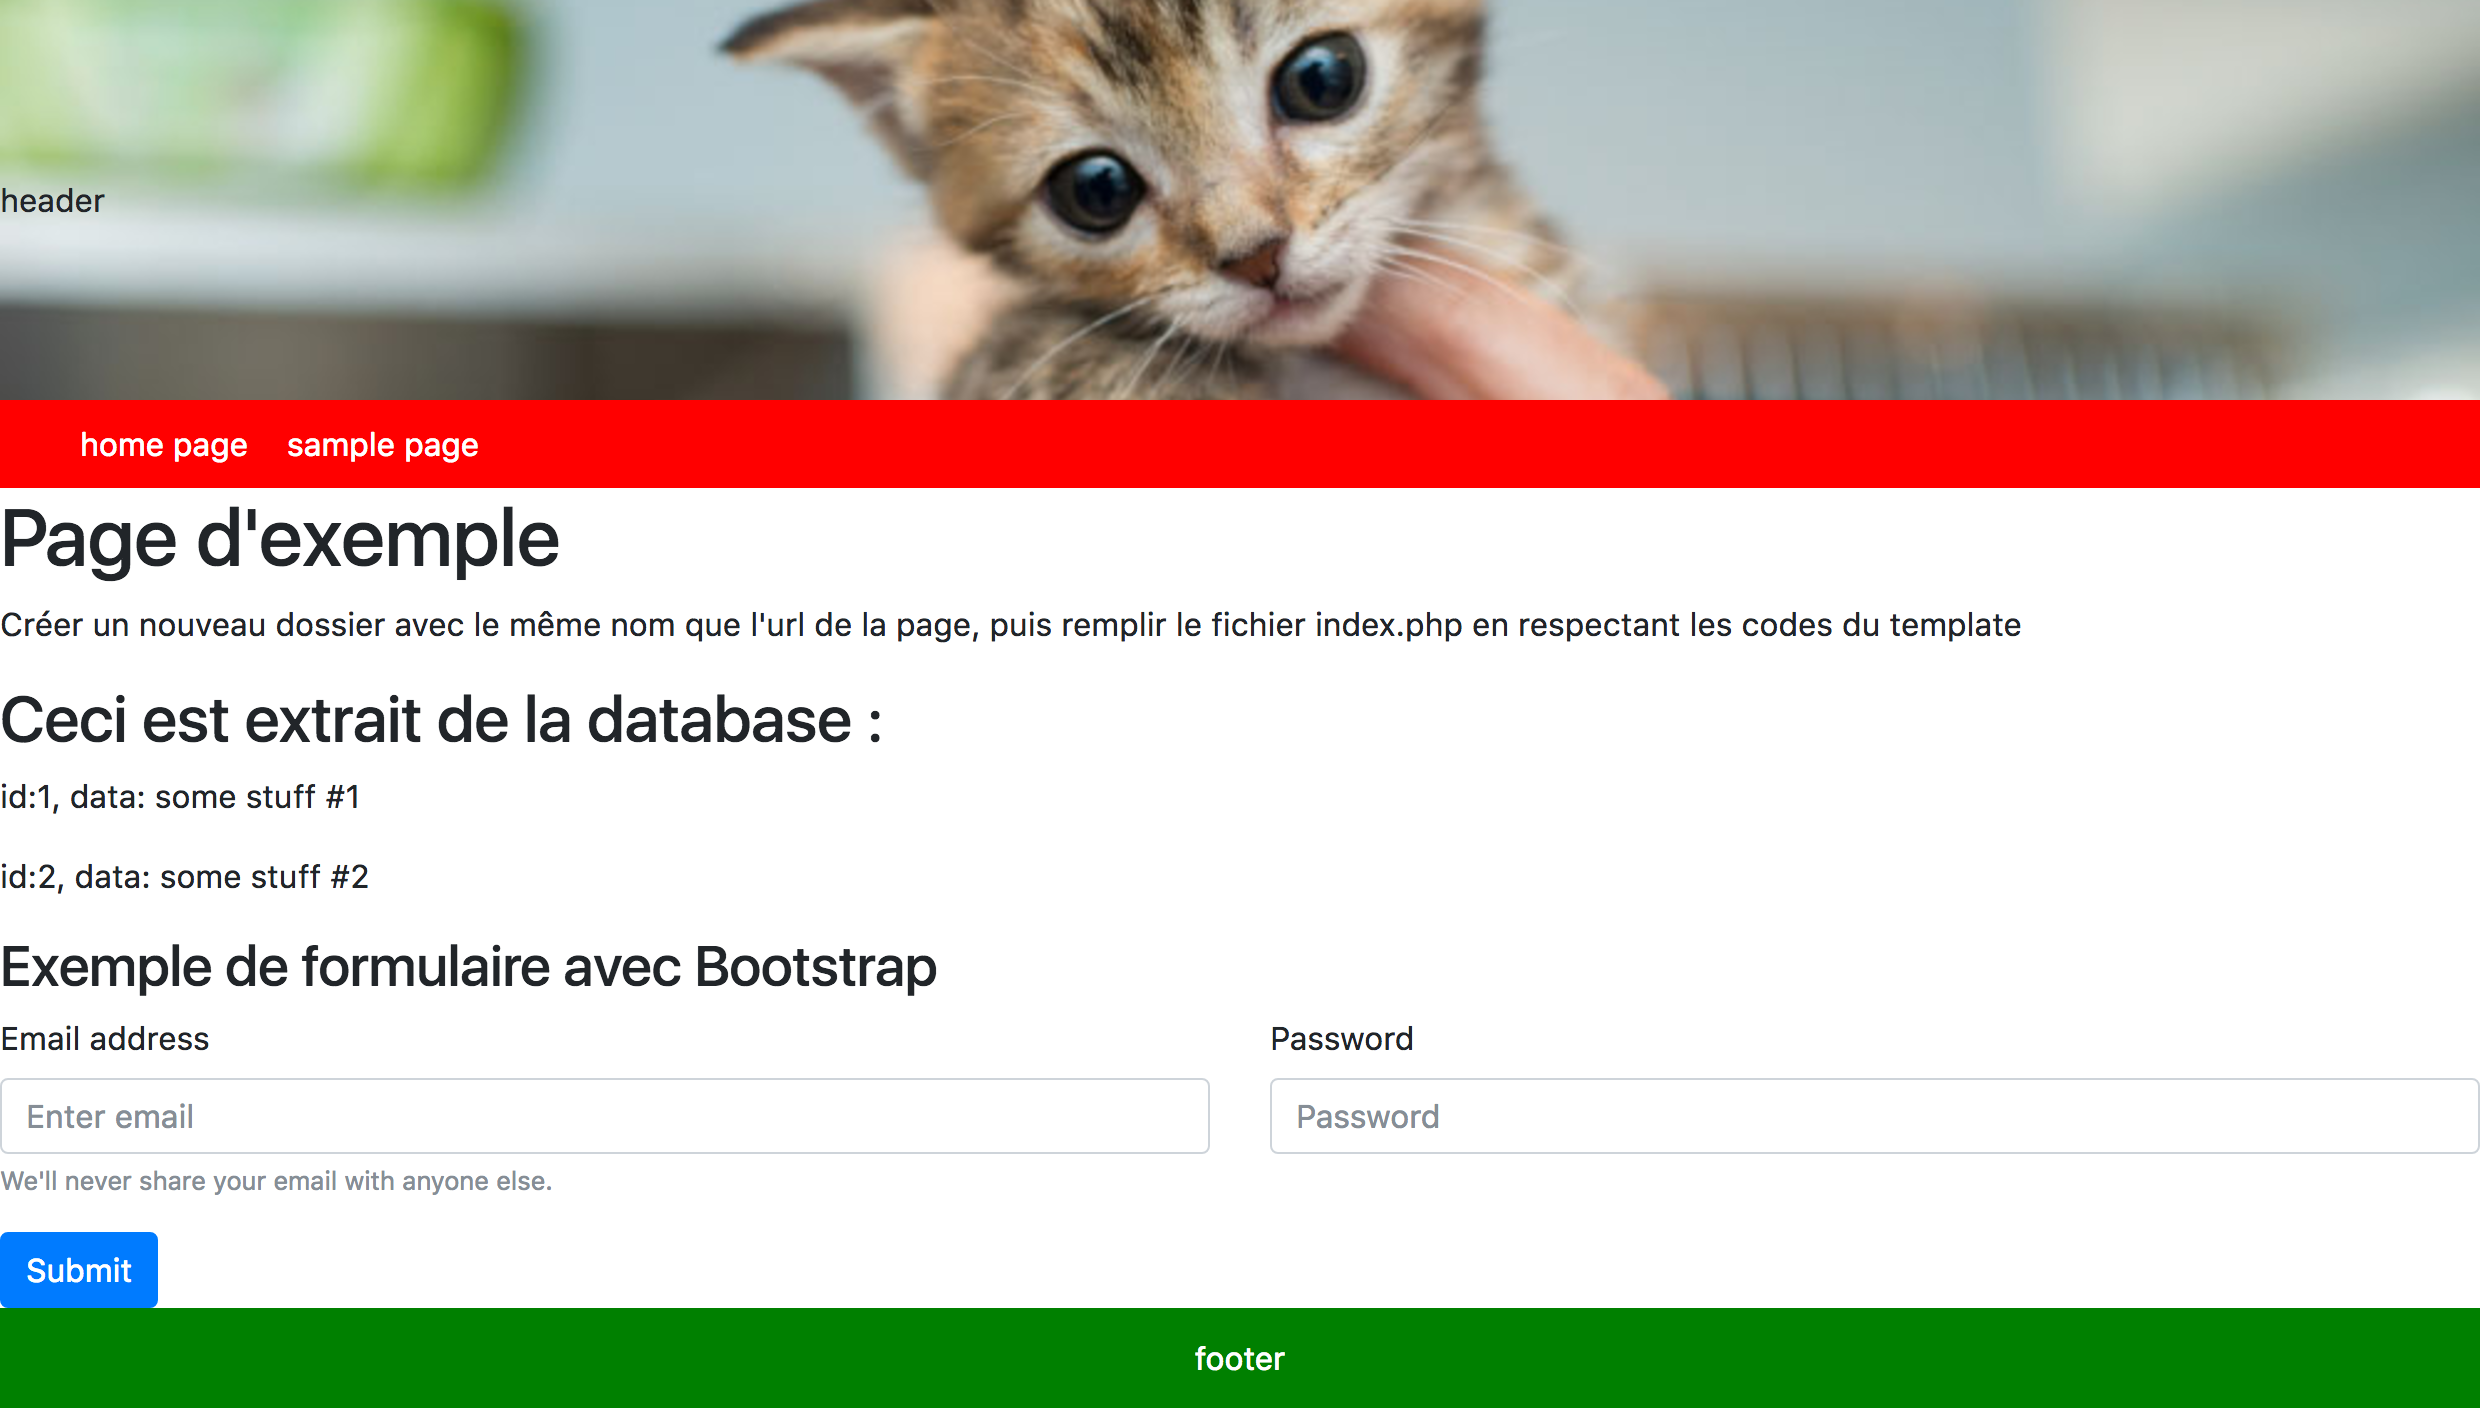 header
home page sample page
Page d'exemple
Créer un nouveau dossier avec le même nom que l'url de la page, puis remplir le fichier index.php en respectant les codes du template
Ceci est extrait de la database :
id:1, data: some stuff #1
id:2, data: some stuff #2
Exemple de formulaire avec Bootstrap
Email address Password
Enter email Password
We'll never share your email with anyone else.
Submit
footer